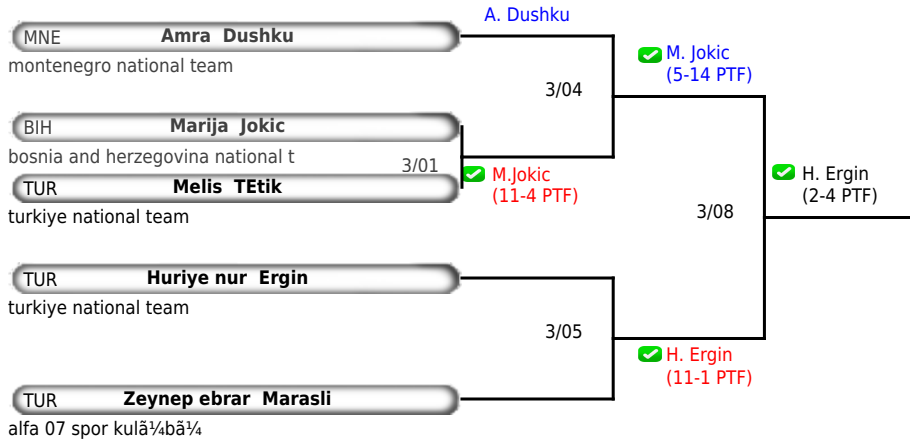 A. Dushku
MNE Amra Dushku
montenegro national team
M. Jokic
(5-14 PTF)
3/04
BIH Marija Jokic
bosnia and herzegovina national t
3/01
M.Jokic
(11-4 PTF)
TUR Melis TEtik
turkiye national team
H. Ergin
(2-4 PTF)
3/08
TUR Huriye nur Ergin
turkiye national team
3/05
H. Ergin
(11-1 PTF)
TUR Zeynep ebrar Marasli
alfa 07 spor kulã¼bã¼